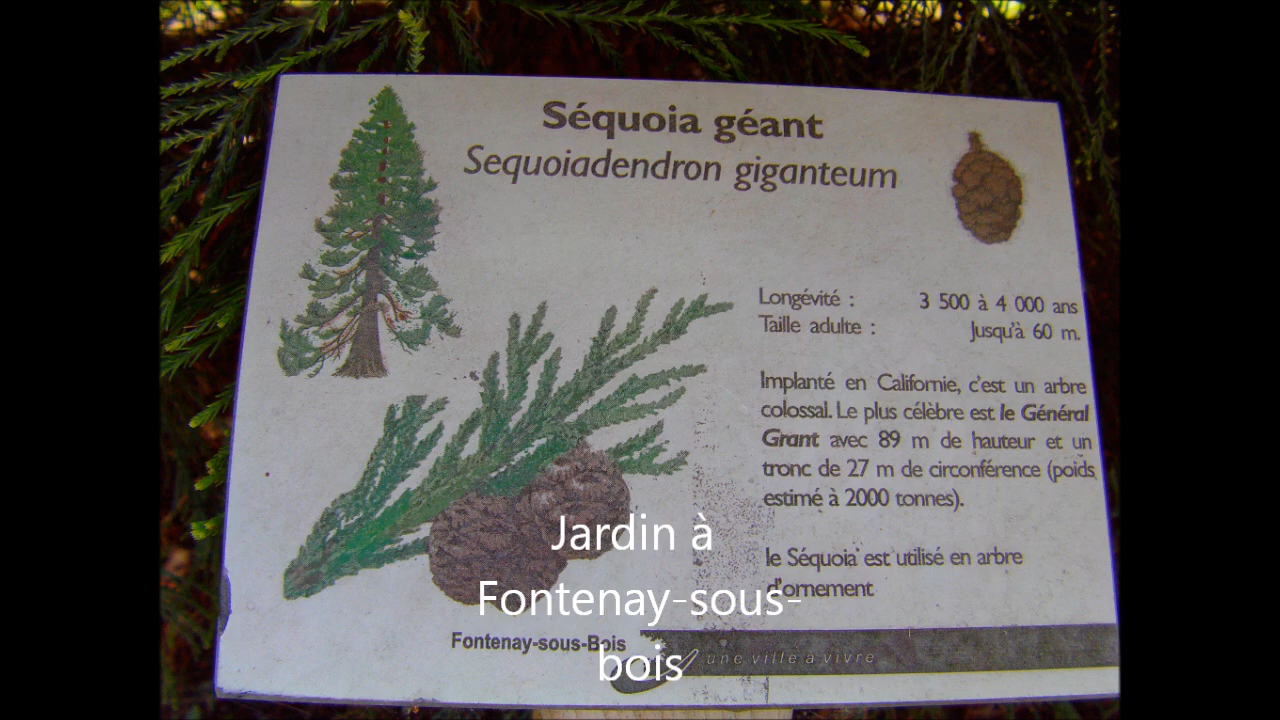 Séquoia géant
Sequoiadendron giganteum
Longévité : 3 500 à 4 000 ans
Taille adulte : Jusqu'à 60 m.
Implanté en Californie, c'est un arbre
colossal. Le plus célèbre est le Général
Grant avec 89 m de hauteur et un
tronc de 27 m de circonférence (poids
estimé à 2000 tonnes).
le Séquoia est utilisé en arbre
d'ornement
Jardin à
Fontenay-sous-
bois
Fontenay-sous-Bois
une ville à vivre